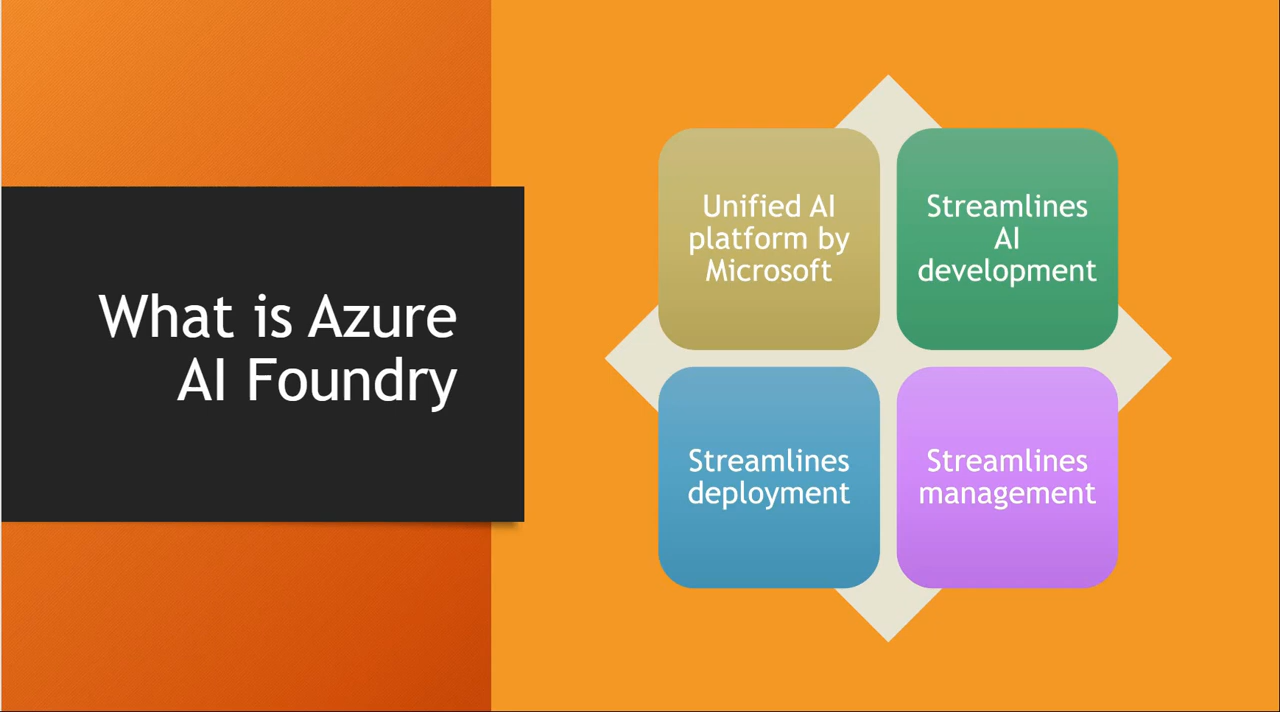 What is Azure
AI Foundry
Unified AI
platform by
Microsoft
Streamlines
AI
development
Streamlines
deployment
Streamlines
management